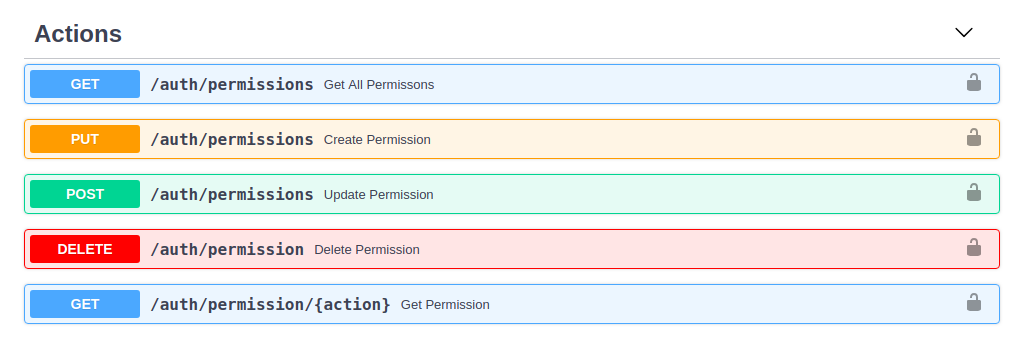 Actions
GET /auth/permissions Get All Permissons
PUT /auth/permissions Create Permission
POST /auth/permissions Update Permission
DELETE /auth/permission Delete Permission
GET /auth/permission/{action} Get Permission